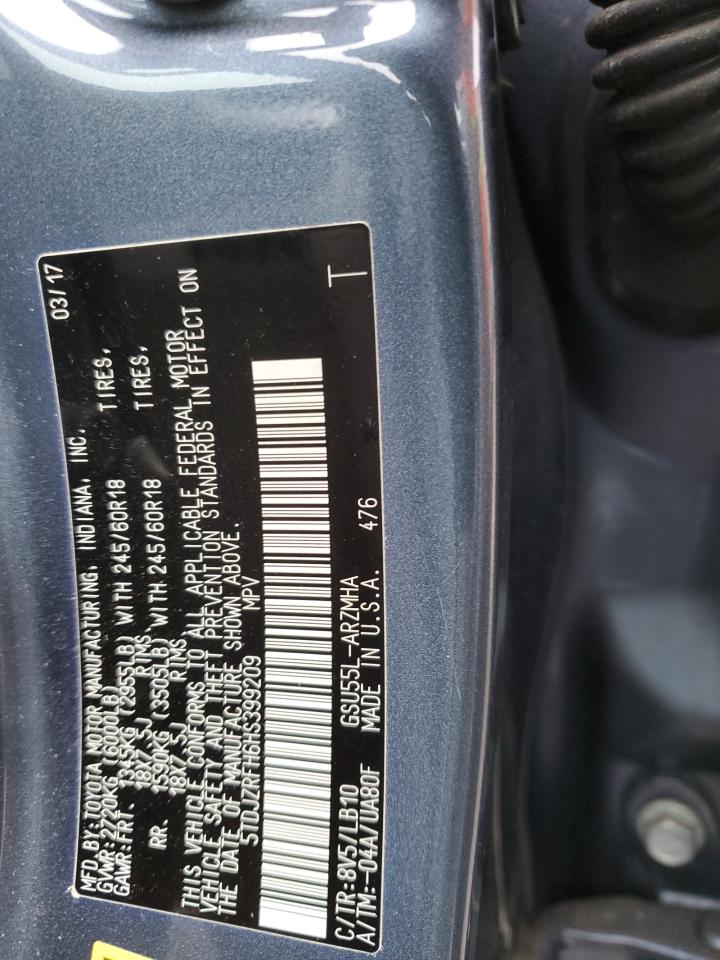 MFD. BY: TOYOTA MOTOR MANUFACTURING, INDIANA, INC. 03/17
GVWR: 2720KG (6000LB)
GAWR: FRT. 1345KG (2955LB) WITH 245/60R18 TIRES,
18X7.5J RIMS
RR. 1590KG (3505LB) WITH 245/60R18 TIRES,
18X7.5J RIMS
THIS VEHICLE CONFORMS TO ALL APPLICABLE FEDERAL MOTOR
VEHICLE SAFETY AND THEFT PREVENTION STANDARDS IN EFFECT ON
THE DATE OF MANUFACTURE SHOWN ABOVE.
5TDJZRFH6HS399209 MPV
C/TR: 8V5/LB10 GSU55L-ARZMHA T
A/TM: -04A/UA80F MADE IN U.S.A. 476